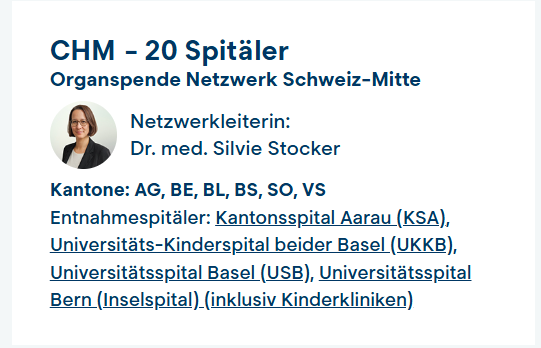 CHM – 20 Spitäler
Organspende Netzwerk Schweiz-Mitte
Netzwerkleiterin:
Dr. med. Silvie Stocker
Kantone: AG, BE, BL, BS, SO, VS
Entnahmespitäler: Kantonsspital Aarau (KSA),
Universitäts-Kinderspital beider Basel (UKKB),
Universitätsspital Basel (USB), Universitätsspital
Bern (Inselspital) (inklusiv Kinderkliniken)